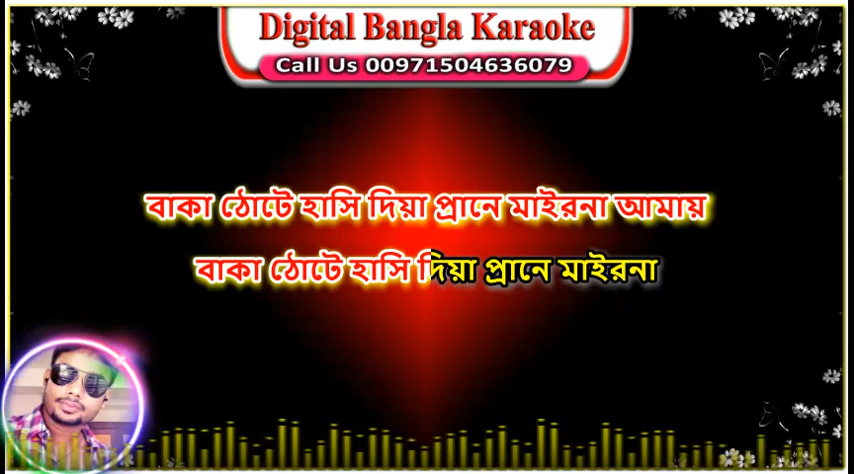 Digital Bangla Karaoke
Call Us 00971504636079
বাকা ঠোটে হাসি দিয়া প্রানে মাইরনা আমায়
বাকা ঠোটে হাসি দিয়া প্রানে মাইরনা